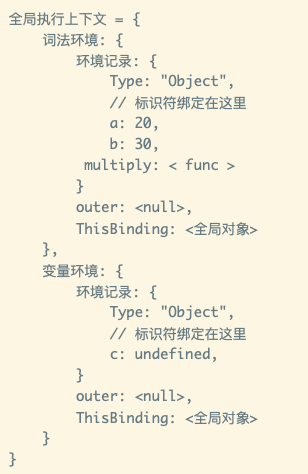 全局执行上下文 = {
    词法环境: {
        环境记录: {
            Type: "Object",
            // 标识符绑定在这里
            a: 20,
            b: 30,
         multiply: < func >
        }
        outer: <null>,
        ThisBinding: <全局对象>
    },
    变量环境: {
        环境记录: {
            Type: "Object",
            // 标识符绑定在这里
            c: undefined,
        }
        outer: <null>,
        ThisBinding: <全局对象>
    }
}